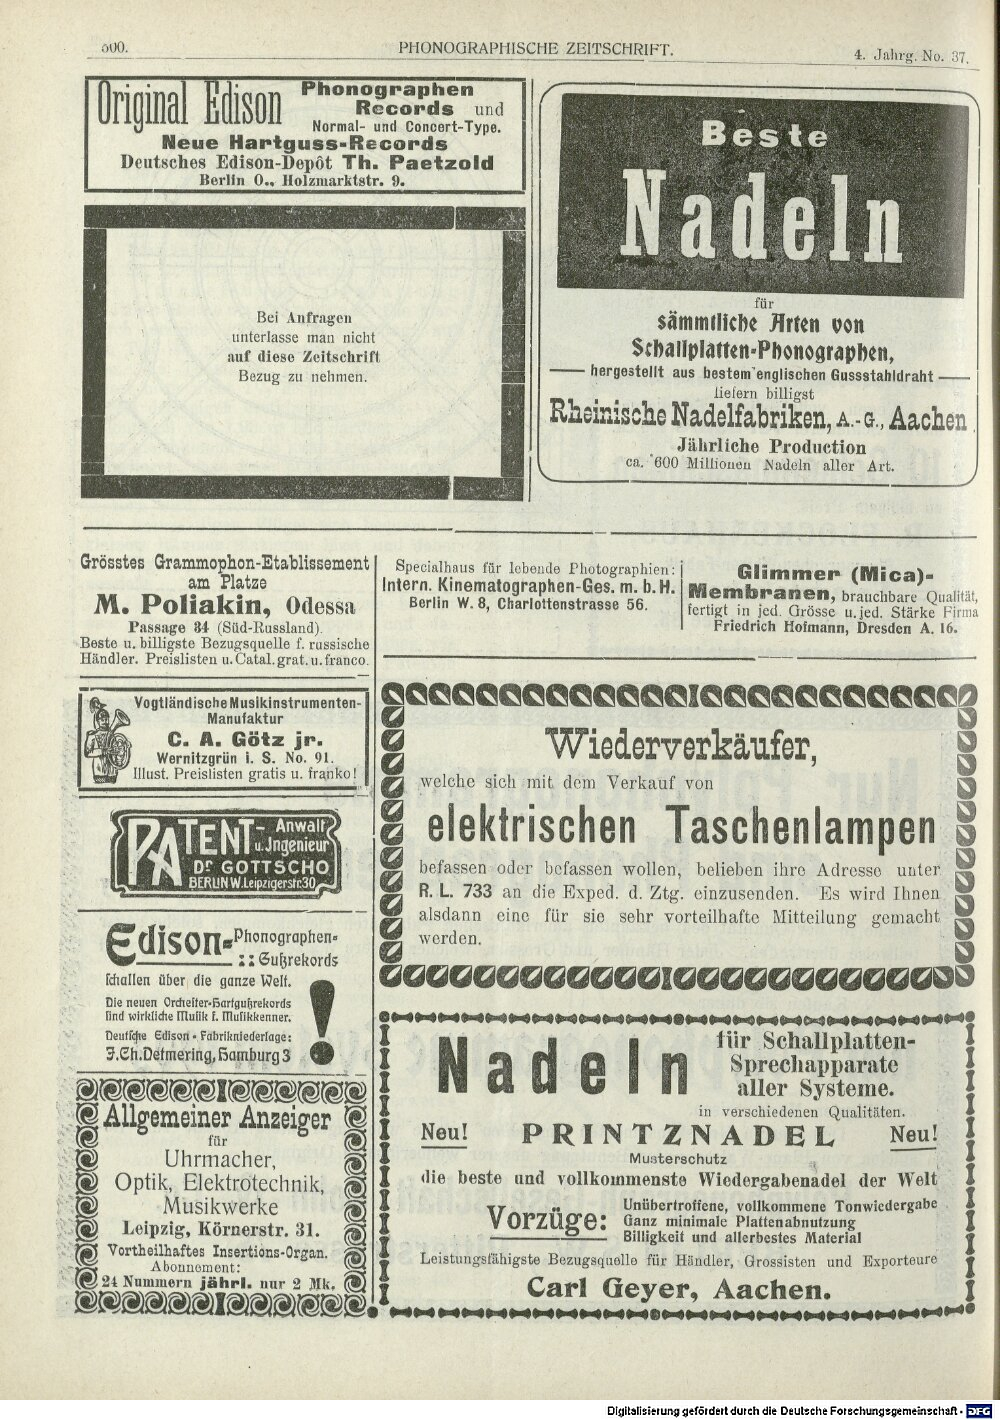 500.
PHONOGRAPHISCHE ZEITSCHRIFT.
4. Jahrg. No. 37.
Original Edison
Phonographen
Records und
Normal- und Concert-Type.
Neue Hartguss-Records
Deutsches Edison-Depôt Th. Paetzold
Berlin O., Holzmarktstr. 9.
Bei Anfragen
unterlasse man nicht
auf diese Zeitschrift
Bezug zu nehmen.
Beste
Nadeln
für
sämmtliche Arten von
Schallplatten-Phonographen,
hergestellt aus bestem englischen Gussstahldraht
liefern billigst
Rheinische Nadelfabriken, A.-G., Aachen
Jährliche Production
ca. 600 Millionen Nadeln aller Art.
Grösstes Grammophon-Etablissement
am Platze
M. Poliakin, Odessa
Passage 34 (Süd-Russland).
Beste u. billigste Bezugsquelle f. russische
Händler. Preislisten u. Catal. grat. u. franco.
Specialhaus für lebende Photographien:
Intern. Kinematographen-Ges. m. b. H.
Berlin W. 8, Charlottenstrasse 56.
Glimmer (Mica)-
Membranen, brauchbare Qualität,
fertigt in jed. Grösse u. jed. Stärke Firma
Friedrich Hofmann, Dresden A. 16.
Vogtländische Musikinstrumenten-
Manufaktur
C. A. Götz jr.
Wernitzgrün i. S. No. 91.
Illust. Preislisten gratis u. franko!
PATENT-Anwalt
u. Ingenieur
DR. GOTTSCHO
BERLIN W. Leipzigerstr. 30
Edison-Phonographen-
:: Gußrekords
schallen über die ganze Welt.
Die neuen Orchester-Hartgußrekords
sind wirkliche Musik f. Musikkenner.
Deutsche Edison-Fabrikniederlage:
J. Ch. Detmering, Hamburg 3
!
Allgemeiner Anzeiger
für
Uhrmacher,
Optik, Elektrotechnik,
Musikwerke
Leipzig, Körnerstr. 31.
Vortheilhaftes Insertions-Organ.
Abonnement:
24 Nummern jährl. nur 2 Mk.
Wiederverkäufer,
welche sich mit dem Verkauf von
elektrischen Taschenlampen
befassen oder befassen wollen, belieben ihre Adresse unter
R. L. 733 an die Exped. d. Ztg. einzusenden. Es wird Ihnen
alsdann eine für sie sehr vorteilhafte Mitteilung gemacht
werden.
Nadeln
für Schallplatten-
Sprechapparate
aller Systeme.
in verschiedenen Qualitäten.
Neu! PRINTZNADEL Neu!
Musterschutz
die beste und vollkommenste Wiedergabenadel der Welt
Vorzüge:
Unübertroffene, vollkommene Tonwiedergabe
Ganz minimale Plattenabnutzung
Billigkeit und allerbestes Material
Leistungsfähigste Bezugsquelle für Händler, Grossisten und Exporteure
Carl Geyer, Aachen.
Digitalisierung gefördert durch die Deutsche Forschungsgemeinschaft - DFG